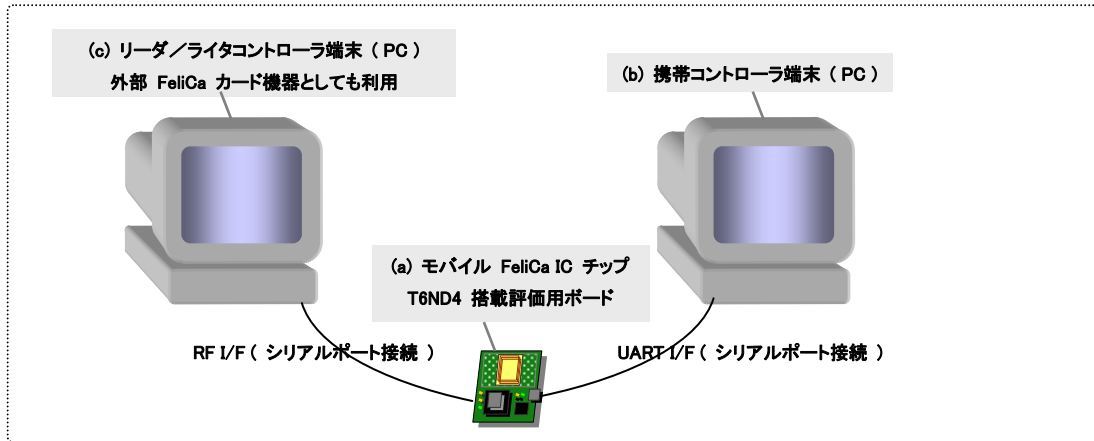 (c) リーダ／ライタコントローラ端末 ( PC )
外部 FeliCa カード機器としても利用
(b) 携帯コントローラ端末 ( PC )
(a) モバイル FeliCa IC チップ
T6ND4 搭載評価用ボード
RF I/F ( シリアルポート接続 )
UART I/F ( シリアルポート接続 )